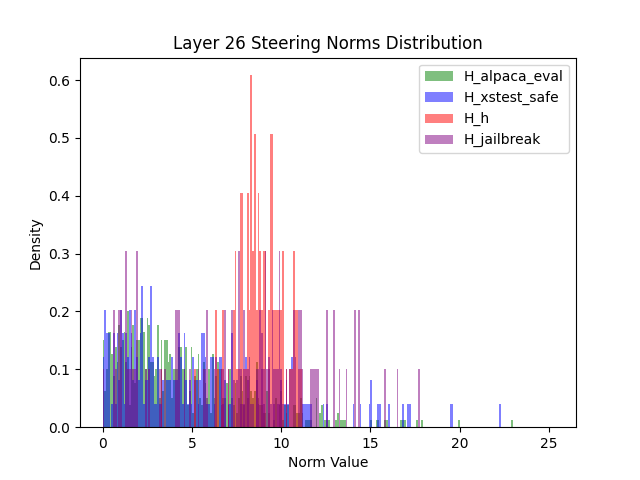 Layer 26 Steering Norms Distribution
H_alpaca_eval
H_xstest_safe
H_h
H_jailbreak
0.6
0.5
0.4
0.3
0.2
0.1
0.0
Density
0 5 10 15 20 25
Norm Value